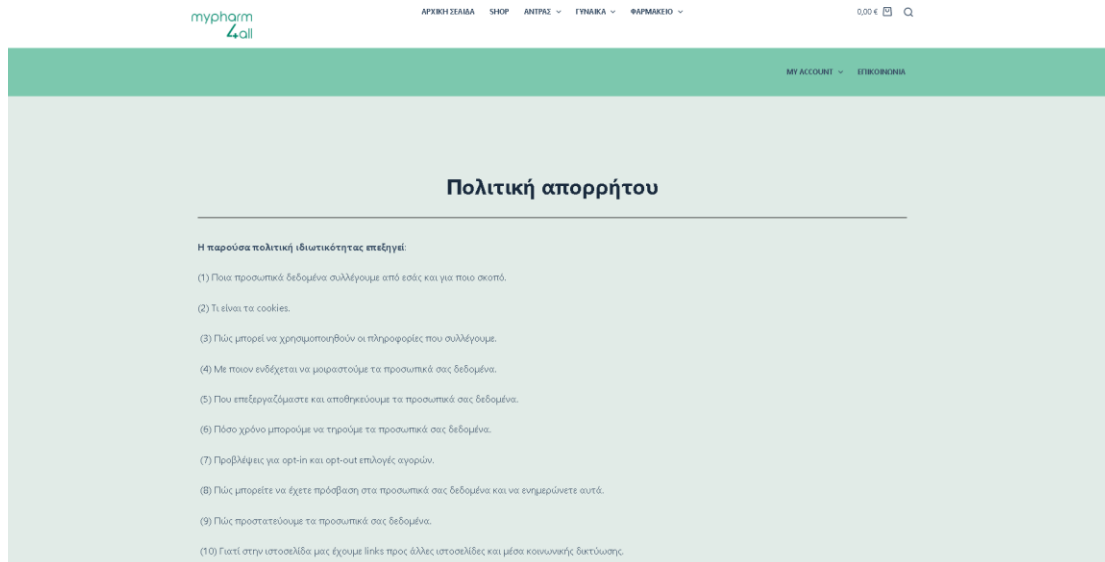 mypharm
4all
ΑΡΧΙΚΗ ΣΕΛΙΔΑ SHOP ΑΝΤΡΑΣ ΓΥΝΑΙΚΑ ΦΑΡΜΑΚΕΙΟ 0,00 €
MY ACCOUNT ΕΠΙΚΟΙΝΩΝΙΑ
Πολιτική απορρήτου
Η παρούσα πολιτική ιδιωτικότητας επεξηγεί:
(1) Ποια προσωπικά δεδομένα συλλέγουμε από εσάς και για ποιο σκοπό.
(2) Τι είναι τα cookies.
(3) Πώς μπορεί να χρησιμοποιηθούν οι πληροφορίες που συλλέγουμε.
(4) Με ποιον ενδέχεται να μοιραστούμε τα προσωπικά σας δεδομένα.
(5) Που επεξεργαζόμαστε και αποθηκεύουμε τα προσωπικά σας δεδομένα.
(6) Πόσο χρόνο μπορούμε να τηρούμε τα προσωπικά σας δεδομένα.
(7) Προβλέψεις για opt-in και opt-out επιλογές αγορών.
(8) Πώς μπορείτε να έχετε πρόσβαση στα προσωπικά σας δεδομένα και να ενημερώνετε αυτά.
(9) Πώς προστατεύουμε τα προσωπικά σας δεδομένα.
(10) Γιατί στην ιστοσελίδα μας έχουμε links προς άλλες ιστοσελίδες και μέσα κοινωνικής δικτύωσης.